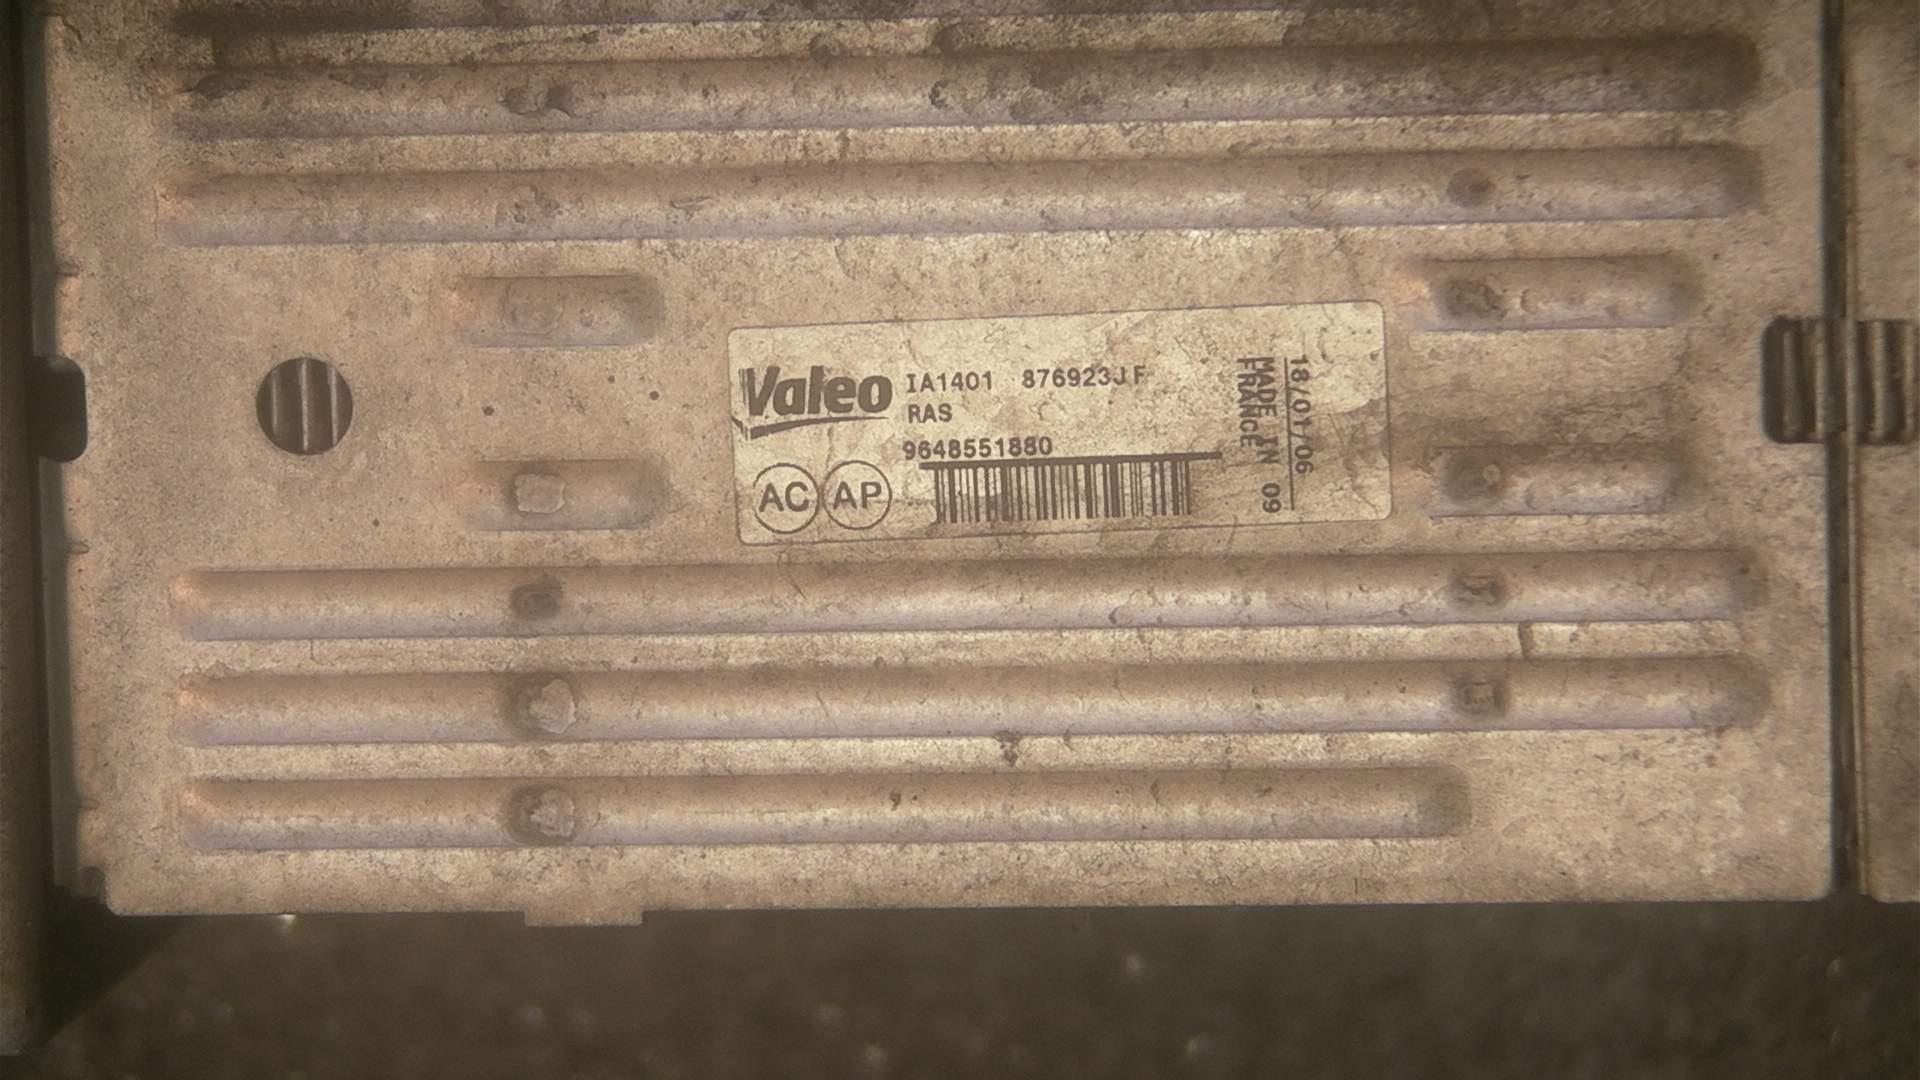 Valeo
IA1401 876923JF
RAS
9648551880
AC AP
18/01/06
MADE IN 09
FRANCE